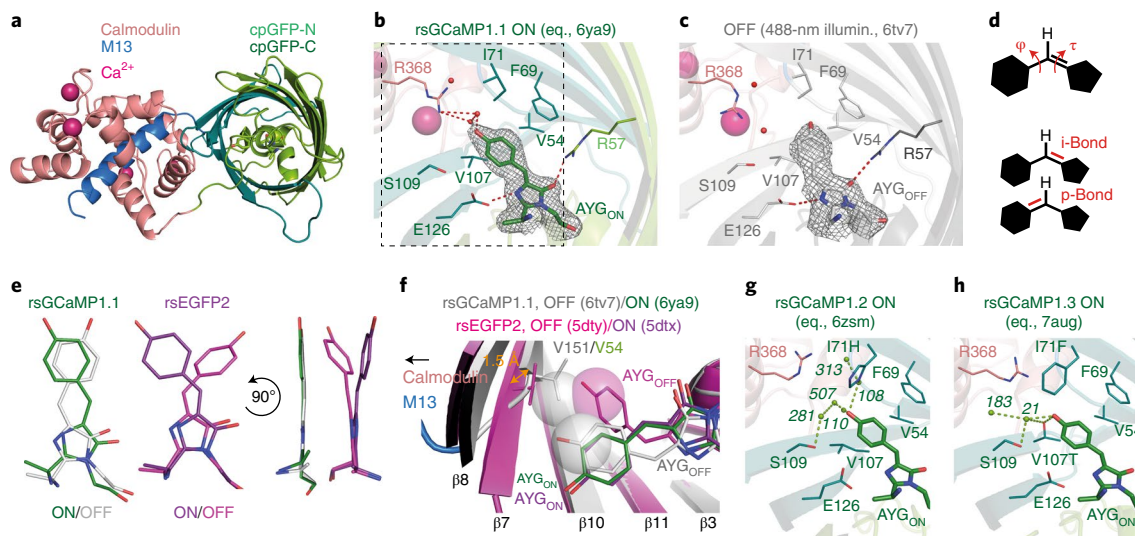 a
Calmodulin
M13
Ca2+
cpGFP-N
cpGFP-C
b
rsGCaMP1.1 ON (eq., 6ya9)
R368
I71
F69
V54
R57
S109
V107
E126
AYGON
c
OFF (488-nm illumin., 6tv7)
R368
I71
F69
V54
R57
S109
V107
E126
AYGOFF
d
H
φ
τ
H
i-Bond
H
p-Bond
e
rsGCaMP1.1
rsEGFP2
90°
ON/OFF
ON/OFF
f
rsGCaMP1.1, OFF (6tv7)/ON (6ya9)
rsEGFP2, OFF (5dty)/ON (5dtx)
V151/V54
1.5 Å
Calmodulin
M13
AYGOFF
AYGOFF
AYGON
AYGON
β8
β7
β10
β11
β3
g
rsGCaMP1.2 ON
(eq., 6zsm)
R368
I71H
F69
313
507
108
281
110
V54
S109
V107
E126
AYGON
h
rsGCaMP1.3 ON
(eq., 7aug)
R368
I71F
F69
183
21
V54
S109
V107T
E126
AYGON